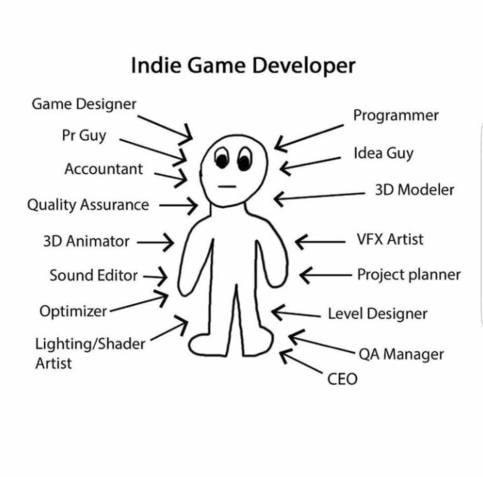 Indie Game Developer
Game Designer
Pr Guy
Accountant
Quality Assurance
3D Animator
Sound Editor
Optimizer
Lighting/Shader
Artist
Programmer
Idea Guy
3D Modeler
VFX Artist
Project planner
Level Designer
QA Manager
CEO